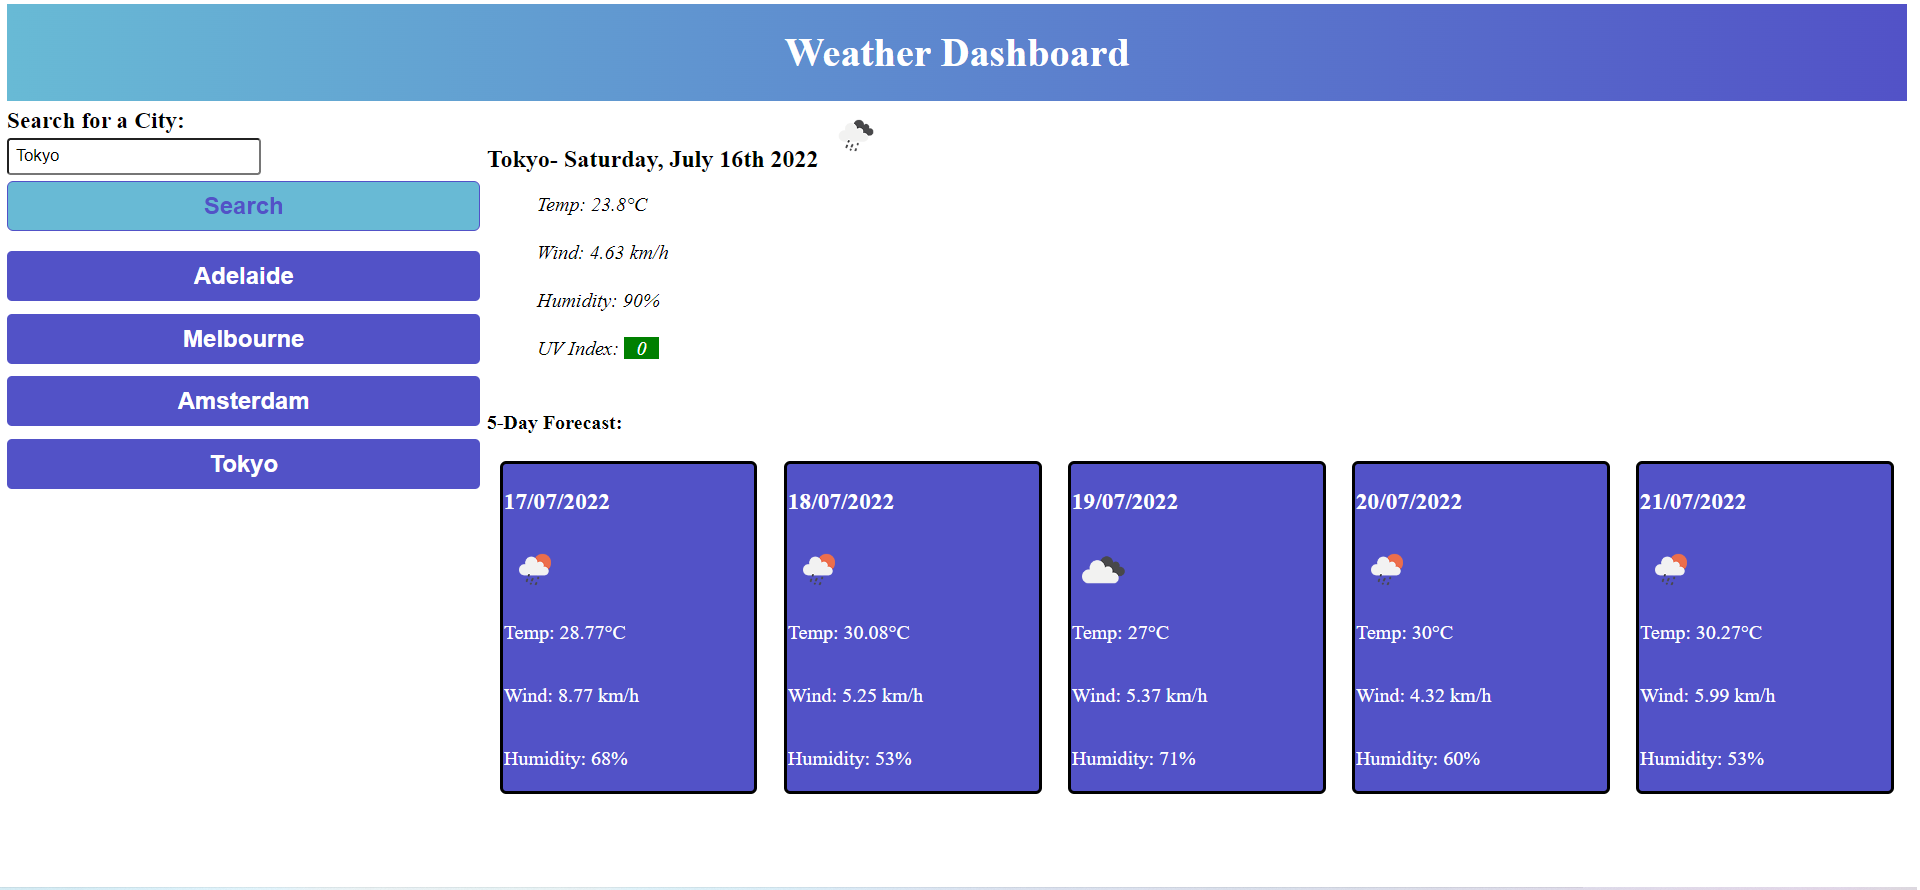 Weather Dashboard
Search for a City:
Tokyo
Search
Adelaide
Melbourne
Amsterdam
Tokyo
Tokyo- Saturday, July 16th 2022
Temp: 23.8°C
Wind: 4.63 km/h
Humidity: 90%
UV Index: 0
5-Day Forecast:
17/07/2022
Temp: 28.77°C
Wind: 8.77 km/h
Humidity: 68%
18/07/2022
Temp: 30.08°C
Wind: 5.25 km/h
Humidity: 53%
19/07/2022
Temp: 27°C
Wind: 5.37 km/h
Humidity: 71%
20/07/2022
Temp: 30°C
Wind: 4.32 km/h
Humidity: 60%
21/07/2022
Temp: 30.27°C
Wind: 5.99 km/h
Humidity: 53%